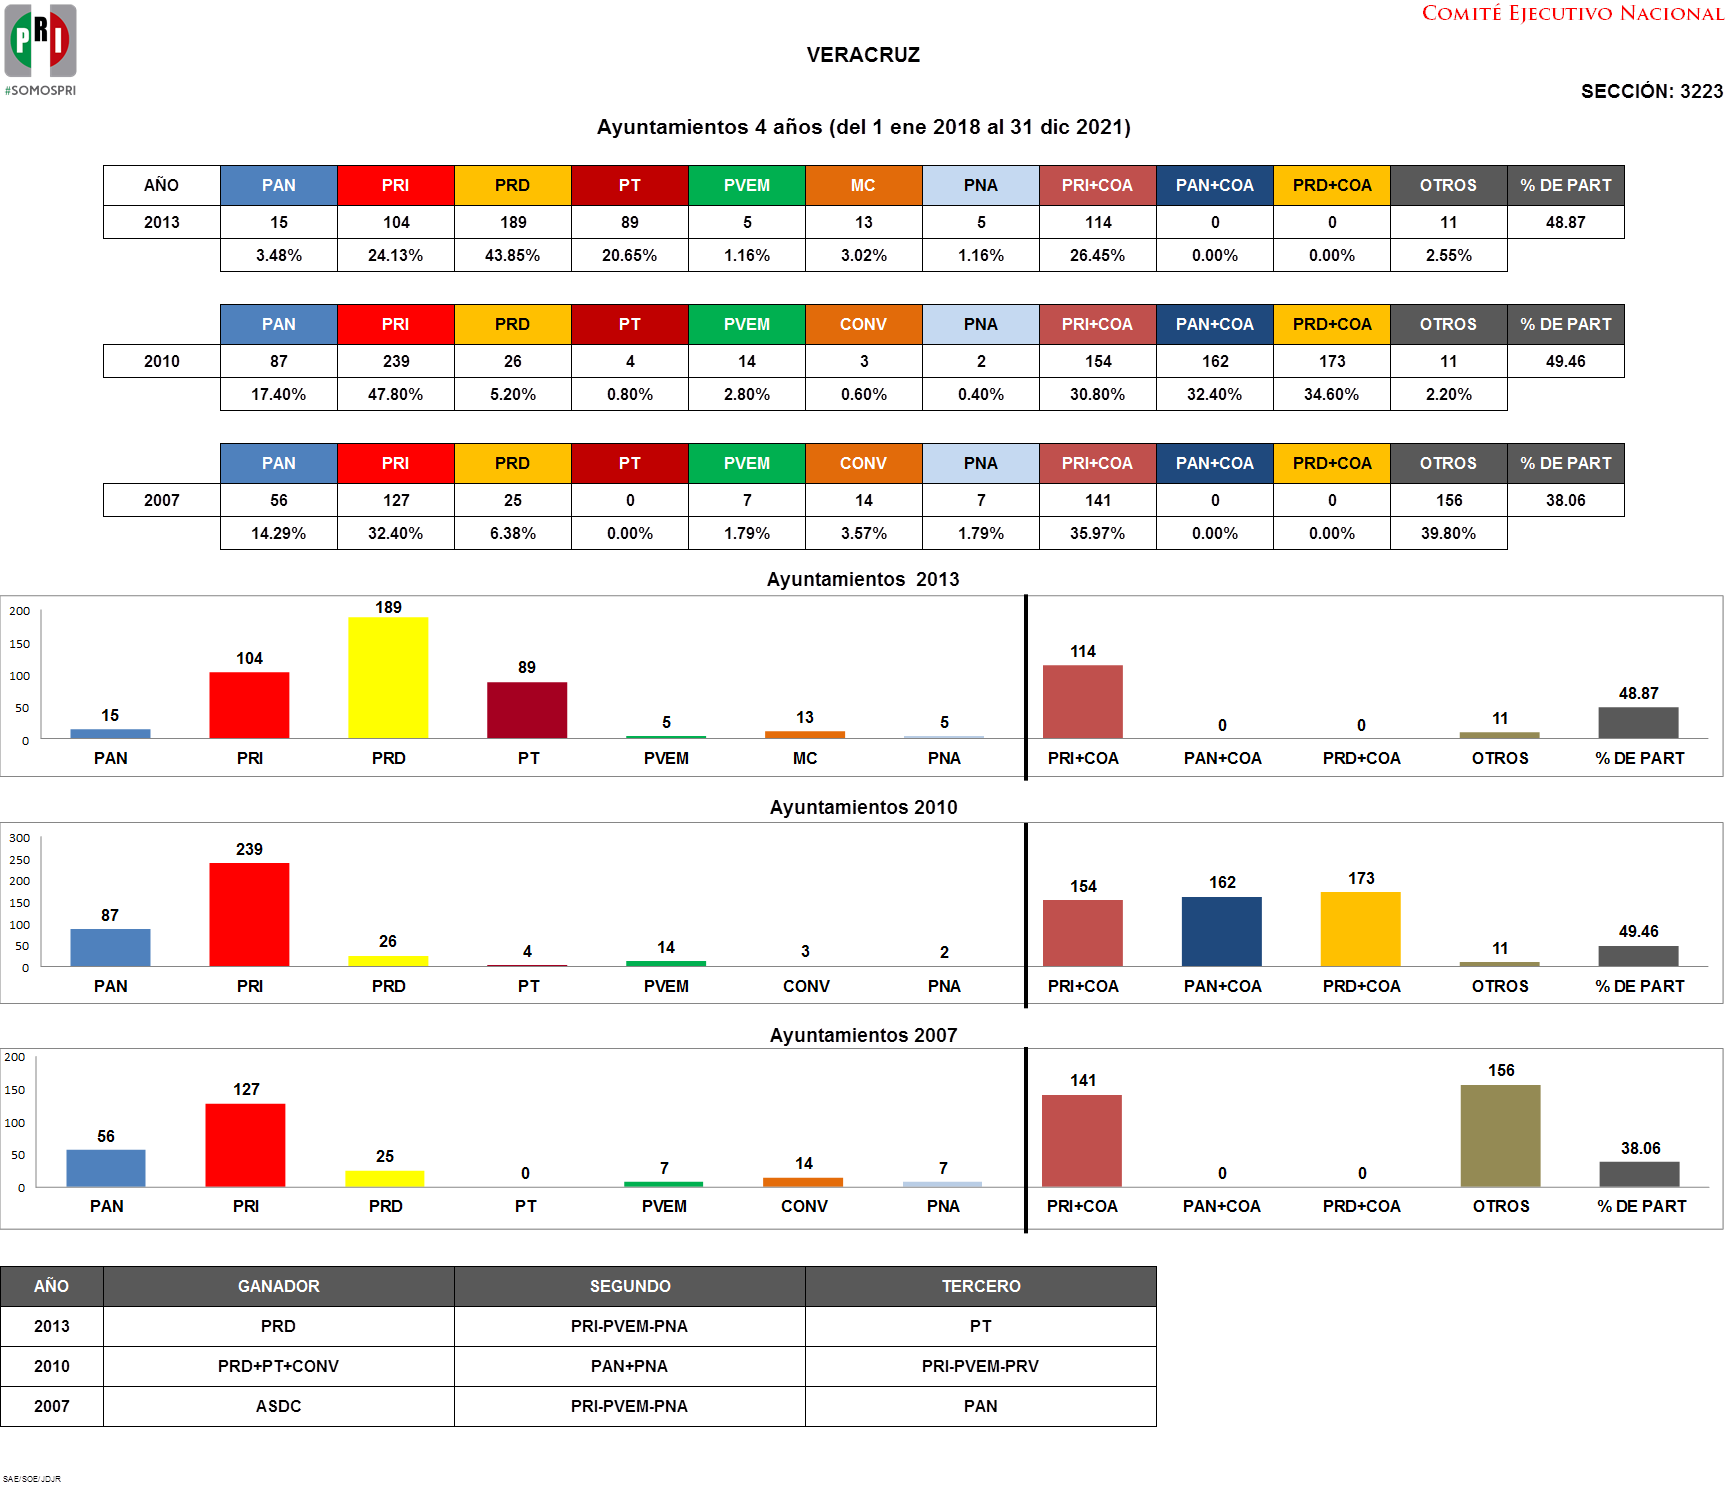 PRI
#SOMOSPRI
COMITÉ EJECUTIVO NACIONAL
VERACRUZ
SECCIÓN: 3223
Ayuntamientos 4 años (del 1 ene 2018 al 31 dic 2021)
AÑO PAN PRI PRD PT PVEM MC PNA PRI+COA PAN+COA PRD+COA OTROS % DE PART
2013 15 104 189 89 5 13 5 114 0 0 11 48.87
3.48% 24.13% 43.85% 20.65% 1.16% 3.02% 1.16% 26.45% 0.00% 0.00% 2.55%
PAN PRI PRD PT PVEM CONV PNA PRI+COA PAN+COA PRD+COA OTROS % DE PART
2010 87 239 26 4 14 3 2 154 162 173 11 49.46
17.40% 47.80% 5.20% 0.80% 2.80% 0.60% 0.40% 30.80% 32.40% 34.60% 2.20%
PAN PRI PRD PT PVEM CONV PNA PRI+COA PAN+COA PRD+COA OTROS % DE PART
2007 56 127 25 0 7 14 7 141 0 0 156 38.06
14.29% 32.40% 6.38% 0.00% 1.79% 3.57% 1.79% 35.97% 0.00% 0.00% 39.80%
Ayuntamientos 2013
200
150
100
50
0
15 104 189 89 5 13 5 114 0 0 11 48.87
PAN PRI PRD PT PVEM MC PNA PRI+COA PAN+COA PRD+COA OTROS % DE PART
Ayuntamientos 2010
300
250
200
150
100
50
0
87 239 26 4 14 3 2 154 162 173 11 49.46
PAN PRI PRD PT PVEM CONV PNA PRI+COA PAN+COA PRD+COA OTROS % DE PART
Ayuntamientos 2007
200
150
100
50
0
56 127 25 0 7 14 7 141 0 0 156 38.06
PAN PRI PRD PT PVEM CONV PNA PRI+COA PAN+COA PRD+COA OTROS % DE PART
AÑO GANADOR SEGUNDO TERCERO
2013 PRD PRI-PVEM-PNA PT
2010 PRD+PT+CONV PAN+PNA PRI-PVEM-PRV
2007 ASDC PRI-PVEM-PNA PAN
SAE/SOE/JDJR